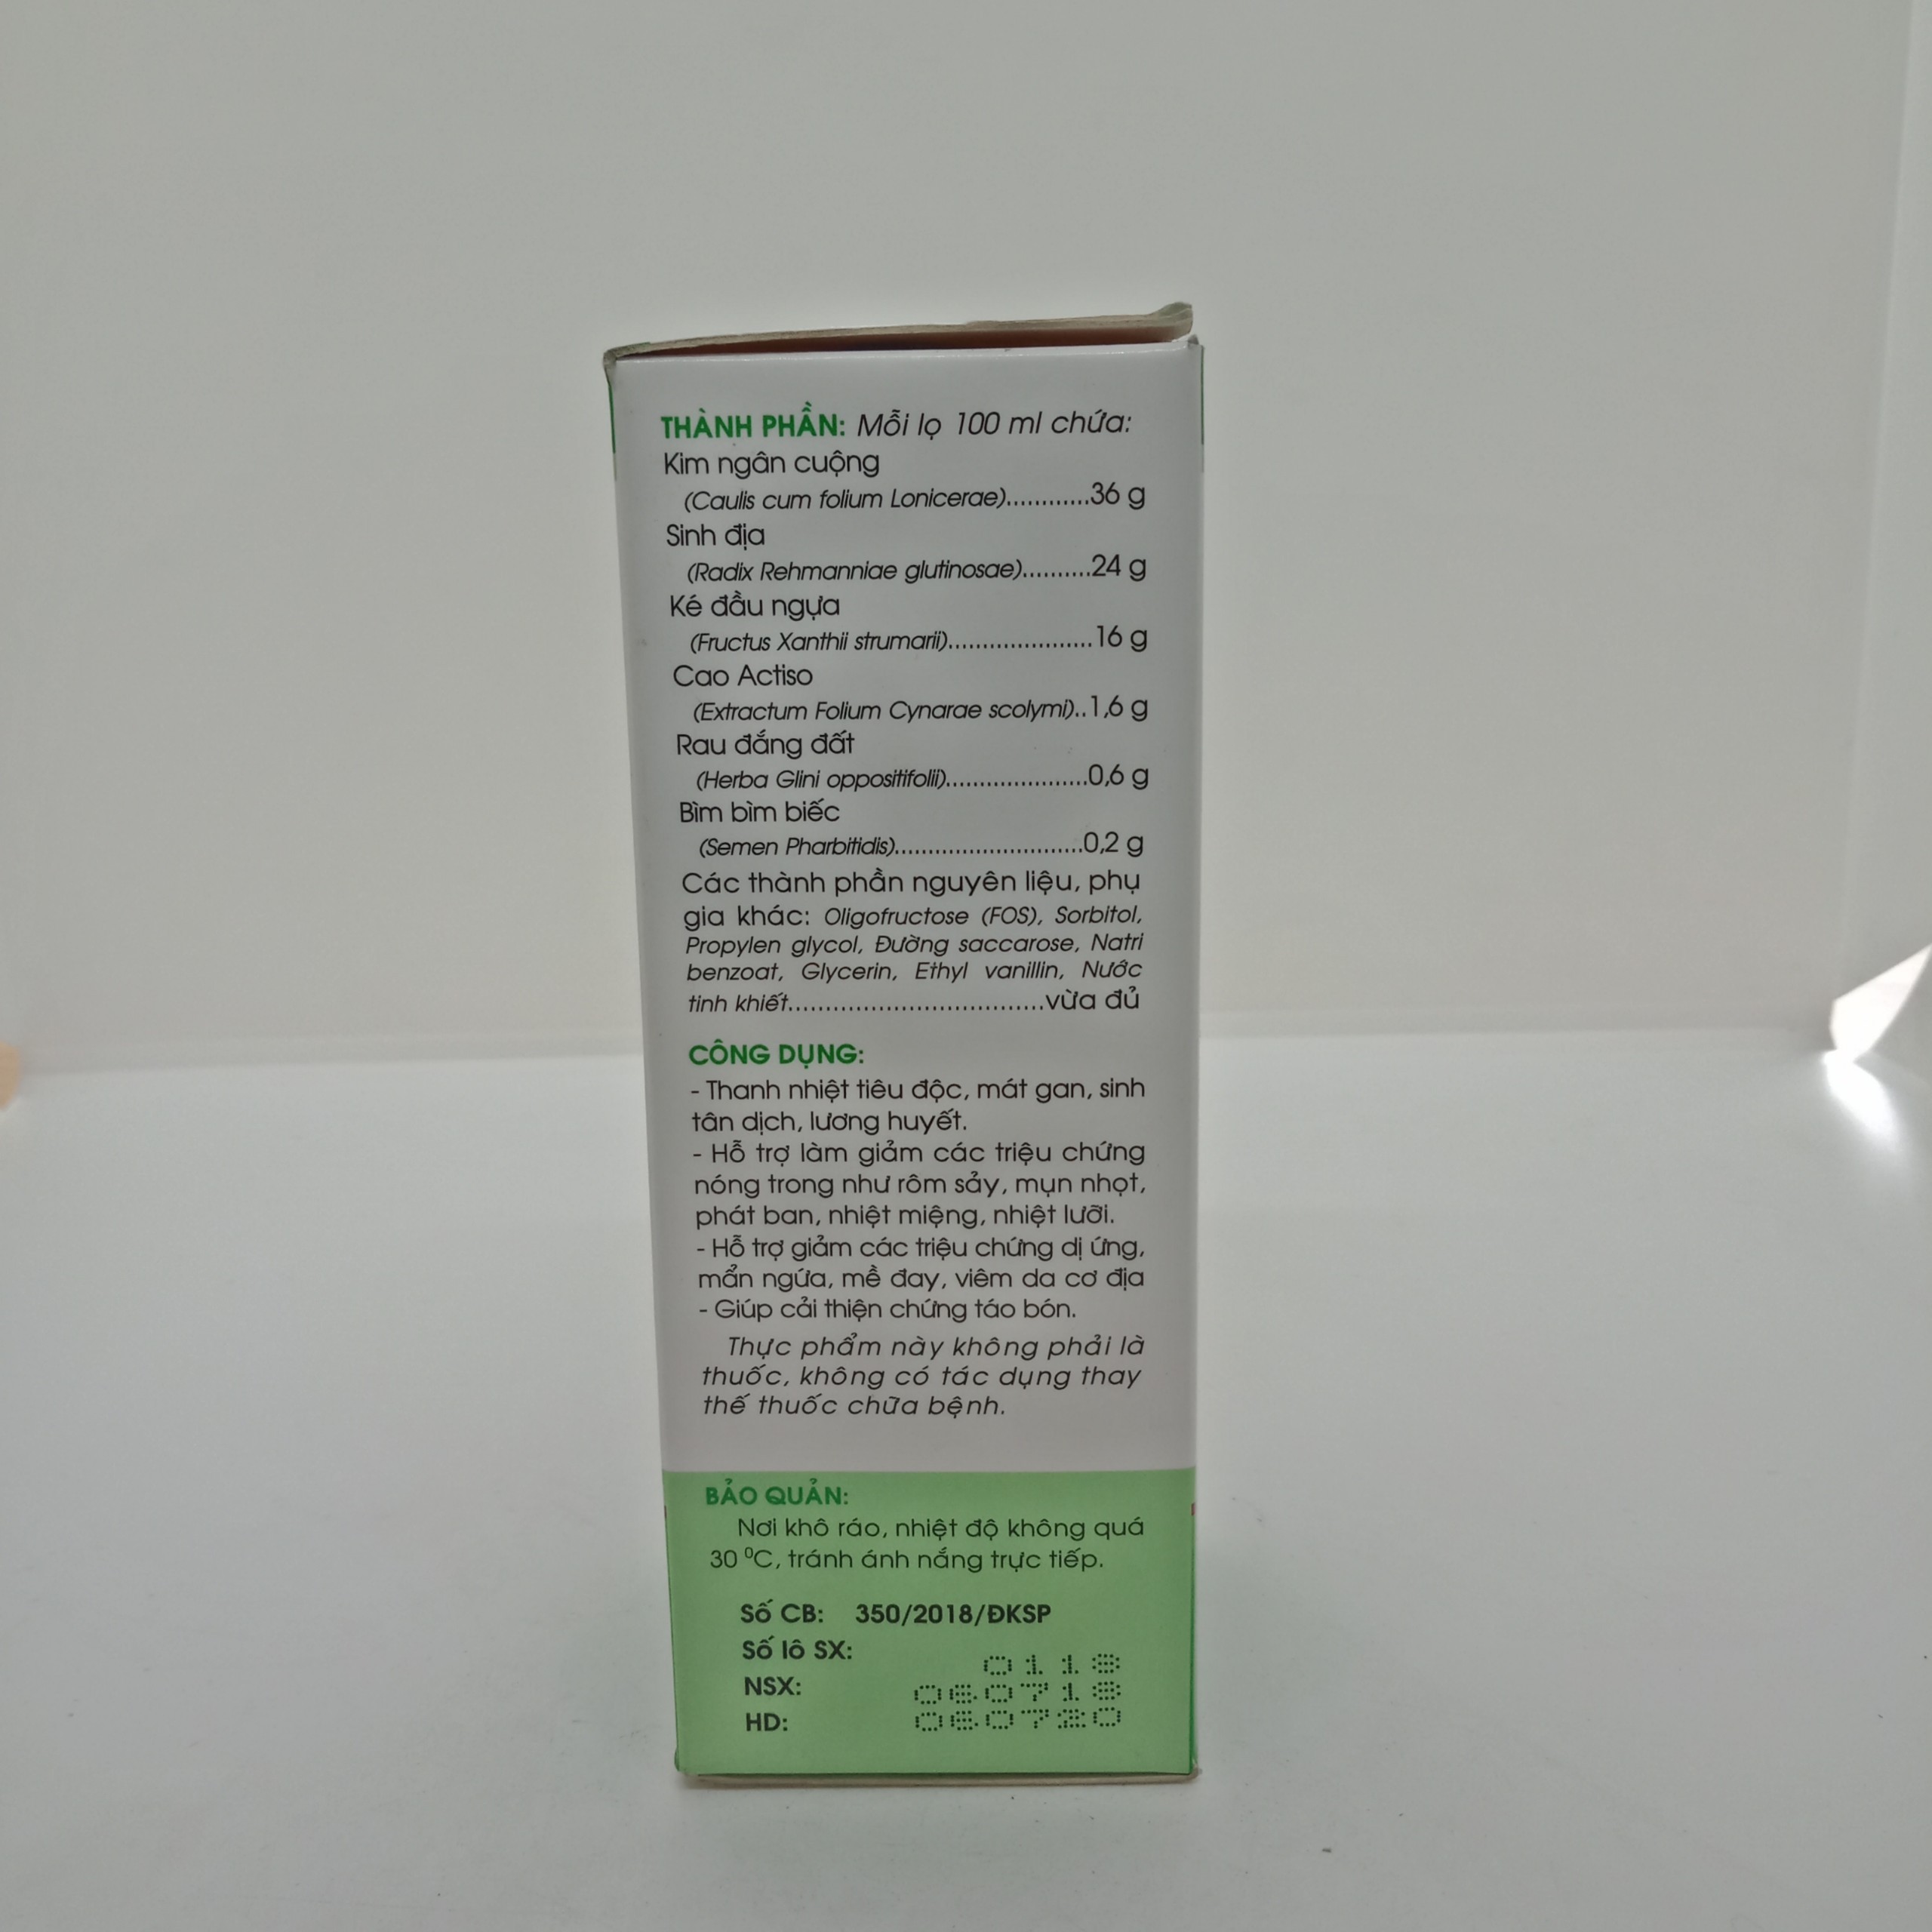 THÀNH PHẦN: Mỗi lọ 100 ml chứa:
Kim ngân cuộng
(Caulis cum folium Lonicerae)............36 g
Sinh địa
(Radix Rehmanniae glutinosae)..........24 g
Ké đầu ngựa
(Fructus Xanthii strumarii).....................16 g
Cao Actiso
(Extractum Folium Cynarae scolymi)..1,6 g
Rau đắng đất
(Herba Glini oppositifolii).....................0,6 g
Bìm bìm biếc
(Semen Pharbitidis)............................0,2 g
Các thành phần nguyên liệu, phụ
gia khác: Oligofructose (FOS), Sorbitol,
Propylen glycol, Đường saccarose, Natri
benzoat, Glycerin, Ethyl vanillin, Nước
tinh khiết..................................vừa đủ
CÔNG DỤNG:
- Thanh nhiệt tiêu độc, mát gan, sinh
tân dịch, lương huyết.
- Hỗ trợ làm giảm các triệu chứng
nóng trong như rôm sảy, mụn nhọt,
phát ban, nhiệt miệng, nhiệt lưỡi.
- Hỗ trợ giảm các triệu chứng dị ứng,
mẩn ngứa, mề đay, viêm da cơ địa
- Giúp cải thiện chứng táo bón.
Thực phẩm này không phải là
thuốc, không có tác dụng thay
thế thuốc chữa bệnh.
BẢO QUẢN:
Nơi khô ráo, nhiệt độ không quá
30 ⁰C, tránh ánh nắng trực tiếp.
Số CB: 350/2018/ĐKSP
Số lô SX: 0118
NSX: 060718
HD: 060720